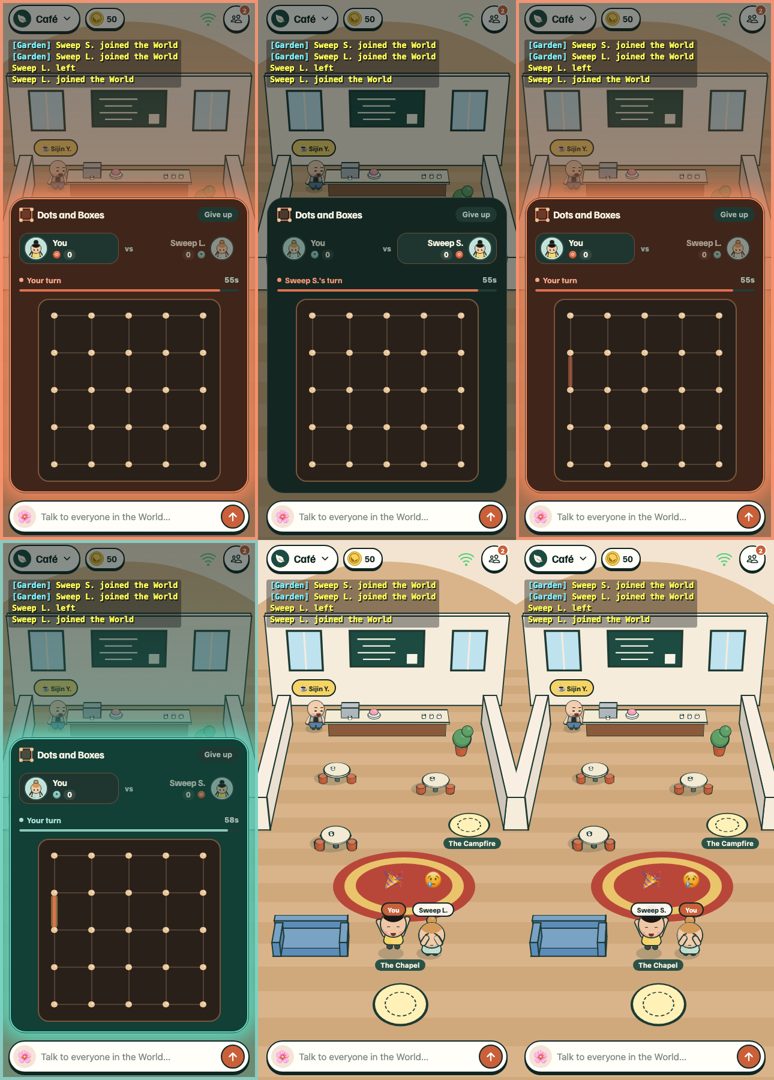 Café
50
2
[Garden] Sweep S. joined the World
[Garden] Sweep L. joined the World
Sweep L. left
Sweep L. joined the World
Sijin Y.
Dots and Boxes
Give up
You
0
vs
Sweep L.
0
Your turn
55s
Talk to everyone in the World...
Café
50
2
[Garden] Sweep S. joined the World
[Garden] Sweep L. joined the World
Sweep L. left
Sweep L. joined the World
Sijin Y.
Dots and Boxes
Give up
You
0
vs
Sweep S.
0
Sweep S.'s turn
55s
Talk to everyone in the World...
Café
50
2
[Garden] Sweep S. joined the World
[Garden] Sweep L. joined the World
Sweep L. left
Sweep L. joined the World
Sijin Y.
Dots and Boxes
Give up
You
0
vs
Sweep L.
0
Your turn
55s
Talk to everyone in the World...
Café
50
2
[Garden] Sweep S. joined the World
[Garden] Sweep L. joined the World
Sweep L. left
Sweep L. joined the World
Sijin Y.
Dots and Boxes
Give up
You
0
vs
Sweep S.
0
Your turn
58s
Talk to everyone in the World...
Café
50
2
[Garden] Sweep S. joined the World
[Garden] Sweep L. joined the World
Sweep L. left
Sweep L. joined the World
Sijin Y.
The Campfire
You
Sweep L.
The Chapel
Talk to everyone in the World...
Café
50
2
[Garden] Sweep S. joined the World
[Garden] Sweep L. joined the World
Sweep L. left
Sweep L. joined the World
Sijin Y.
The Campfire
Sweep S.
You
The Chapel
Talk to everyone in the World...